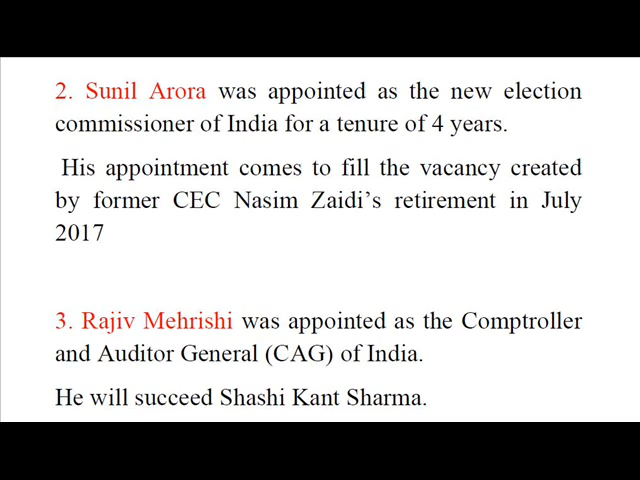 2. Sunil Arora was appointed as the new election
commissioner of India for a tenure of 4 years.
His appointment comes to fill the vacancy created
by former CEC Nasim Zaidi’s retirement in July
2017
3. Rajiv Mehrishi was appointed as the Comptroller
and Auditor General (CAG) of India.
He will succeed Shashi Kant Sharma.